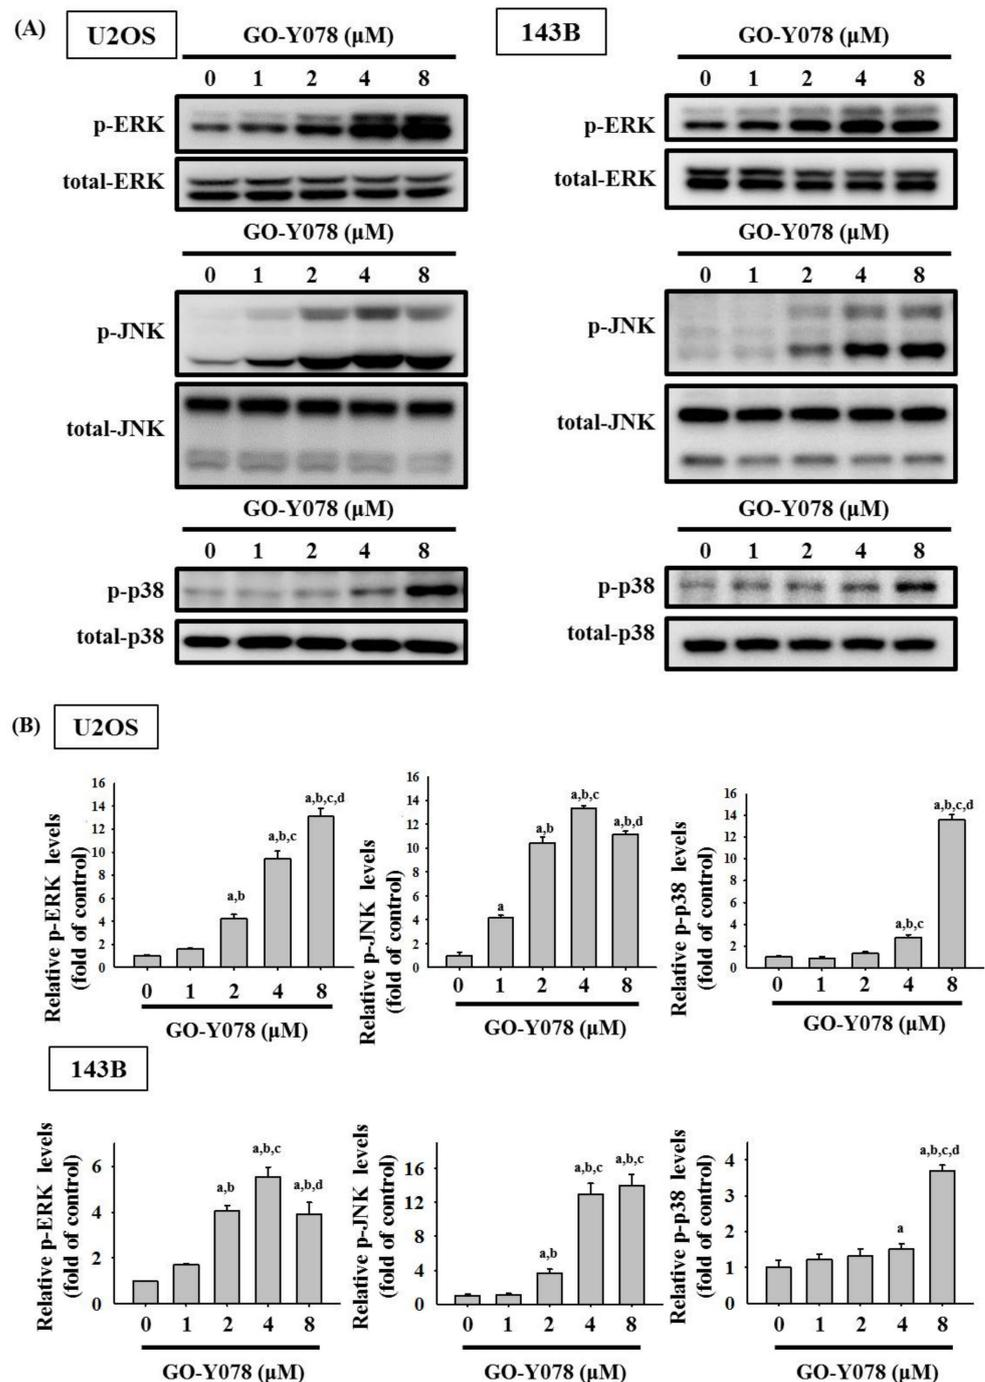 (A) U2OS GO-Y078 (μM) 143B GO-Y078 (μM)
0 1 2 4 8 0 1 2 4 8
p-ERK p-ERK
total-ERK total-ERK
GO-Y078 (μM) GO-Y078 (μM)
0 1 2 4 8 0 1 2 4 8
p-JNK p-JNK
total-JNK total-JNK
GO-Y078 (μM) GO-Y078 (μM)
0 1 2 4 8 0 1 2 4 8
p-p38 p-p38
total-p38 total-p38
(B) U2OS
Relative p-ERK levels
(fold of control)
16
14
12
10
8
6
4
2
0
a,b
a,b,c
a,b,c,d
0 1 2 4 8
GO-Y078 (μM)
Relative p-JNK levels
(fold of control)
16
14
12
10
8
6
4
2
0
a
a,b
a,b,c
a,b,d
0 1 2 4 8
GO-Y078 (μM)
Relative p-p38 levels
(fold of control)
16
14
12
10
8
6
4
2
0
a,b,c
a,b,c,d
0 1 2 4 8
GO-Y078 (μM)
143B
Relative p-ERK levels
(fold of control)
6
4
2
0
a,b
a,b,c
a,b,d
0 1 2 4 8
GO-Y078 (μM)
Relative p-JNK levels
(fold of control)
16
12
8
4
0
a,b
a,b,c
a,b,c
0 1 2 4 8
GO-Y078 (μM)
Relative p-p38 levels
(fold of control)
4
3
2
1
0
a
a,b,c,d
0 1 2 4 8
GO-Y078 (μM)